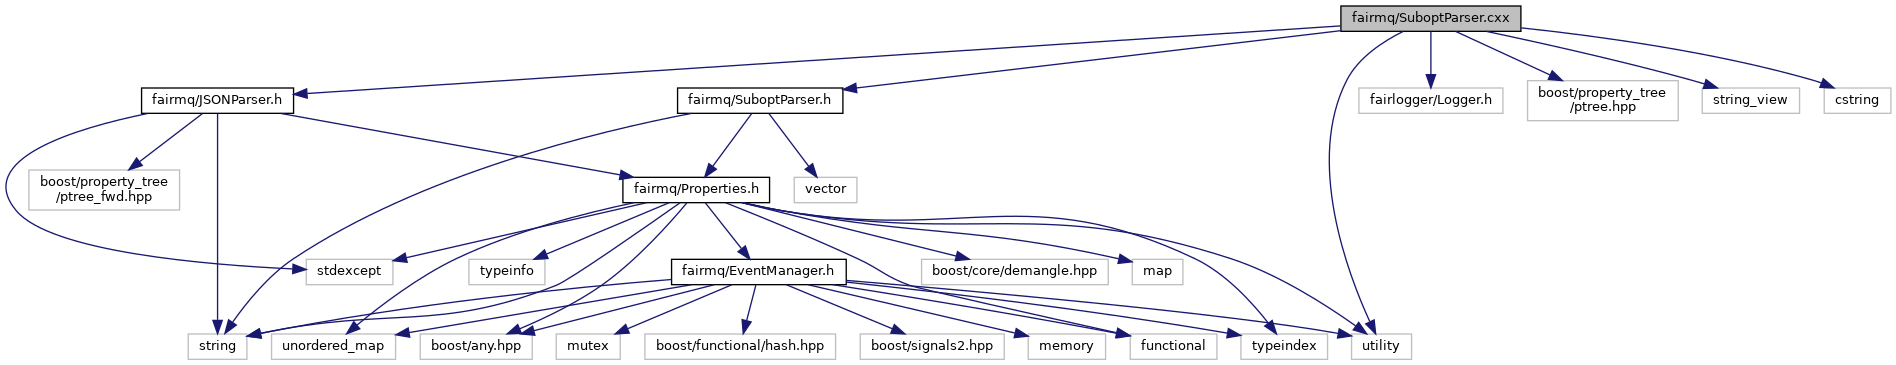 fairmq/SuboptParser.cxx
fairmq/JSONParser.h
fairmq/SuboptParser.h
fairlogger/Logger.h
boost/property_tree
/ptree.hpp
string_view
cstring
boost/property_tree
/ptree_fwd.hpp
fairmq/Properties.h
vector
stdexcept
typeinfo
fairmq/EventManager.h
boost/core/demangle.hpp
map
string
unordered_map
boost/any.hpp
mutex
boost/functional/hash.hpp
boost/signals2.hpp
memory
functional
typeindex
utility